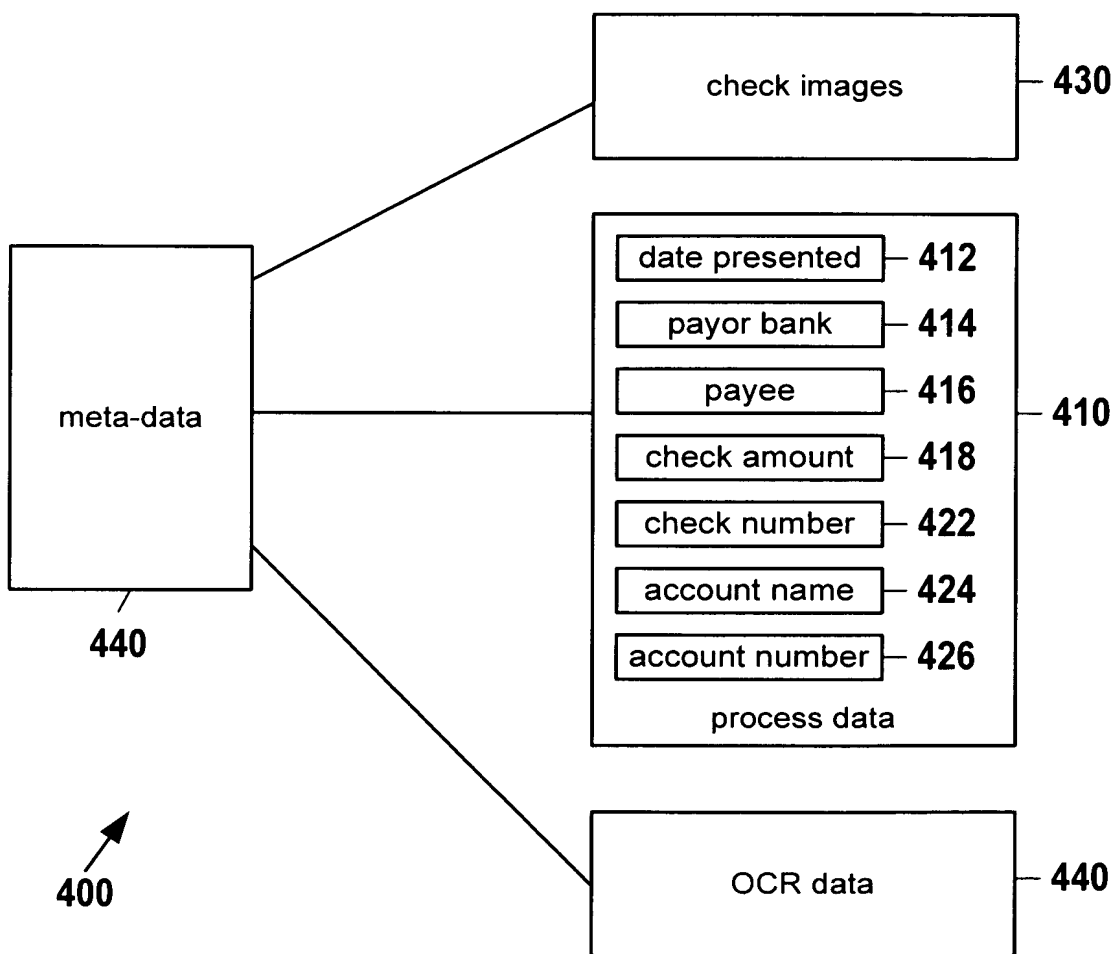 check images
430
date presented
412
payor bank
414
payee
416
check amount
418
check number
422
account name
424
account number
426
process data
410
meta-data
440
400
OCR data
440